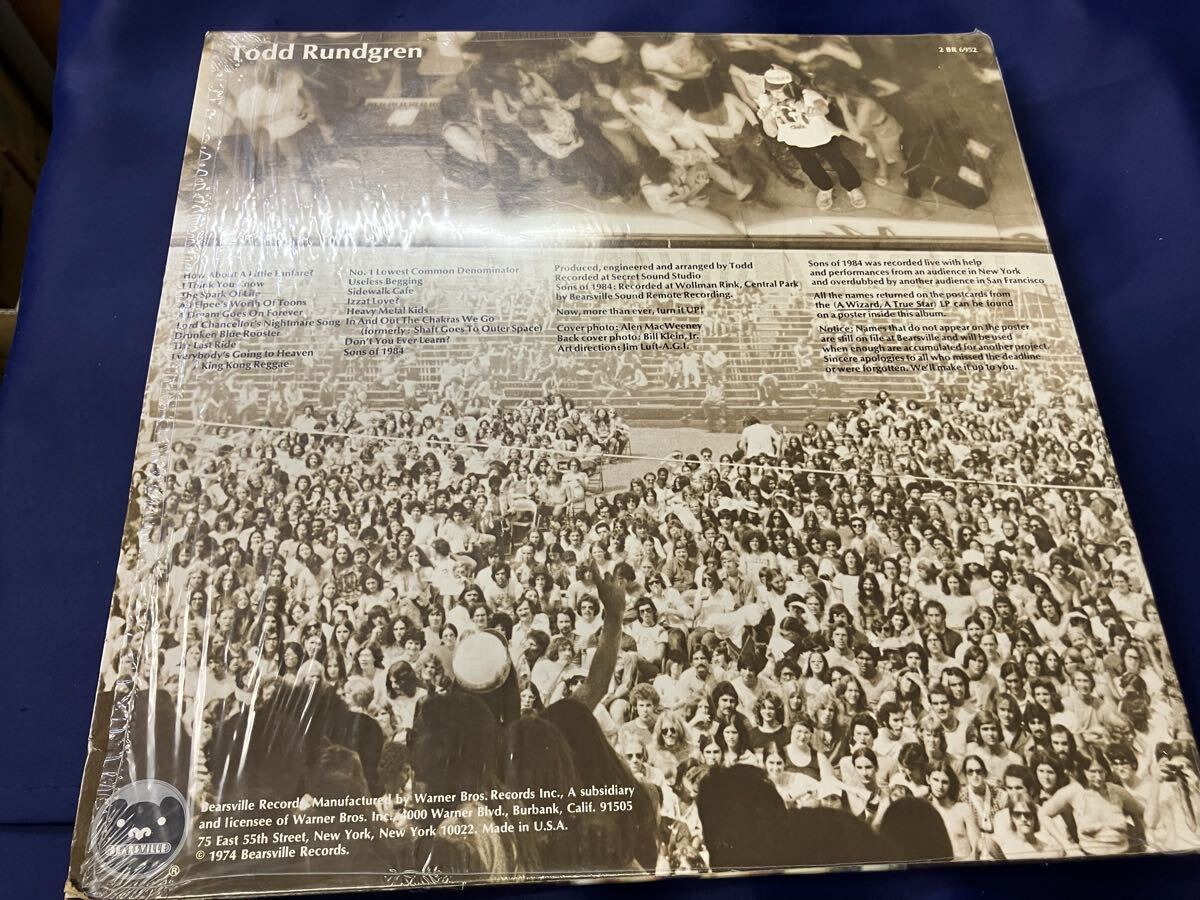 Todd Rundgren
2 BR 6952
How About A Little Fanfare?
I Think You Know
The Spark Of Life
An Elpee's Worth Of Toons
A Dream Goes On Forever
Lord Chancellor's Nightmare Song
Drunken Blue Rooster
The Last Ride
Everybody's Going to Heaven
/ King Kong Reggae
No. 1 Lowest Common Denominator
Useless Begging
Sidewalk Cafe
Izzat Love?
Heavy Metal Kids
In And Out The Chakras We Go
(formerly: Shaft Goes To Outer Space)
Don't You Ever Learn?
Sons of 1984
Produced, engineered and arranged by Todd
Recorded at Secret Sound Studio
Sons of 1984: Recorded at Wollman Rink, Central Park
by Bearsville Sound Remote Recording.
Now, more than ever, turn it UP!
Cover photo: Alen MacWeeney
Back cover photo: Bill Klein, Jr.
Art direction: Jim Luft-A.G.I.
Sons of 1984 was recorded live with help
and performances from an audience in New York
and overdubbed by another audience in San Francisco
All the names returned on the postcards from
the (A Wizard, A True Star) LP can be found
on a poster inside this album.
Notice: Names that do not appear on the poster
are still on file at Bearsville and will be used
when enough are accumulated for another project.
Sincere apologies to all who missed the deadline
or were forgotten. We'll make it up to you.
Bearsville Records, Manufactured by Warner Bros. Records Inc., A subsidiary
and licensee of Warner Bros. Inc., 4000 Warner Blvd., Burbank, Calif. 91505
75 East 55th Street, New York, New York 10022. Made in U.S.A.
© 1974 Bearsville Records.
BEARSVILLE
®